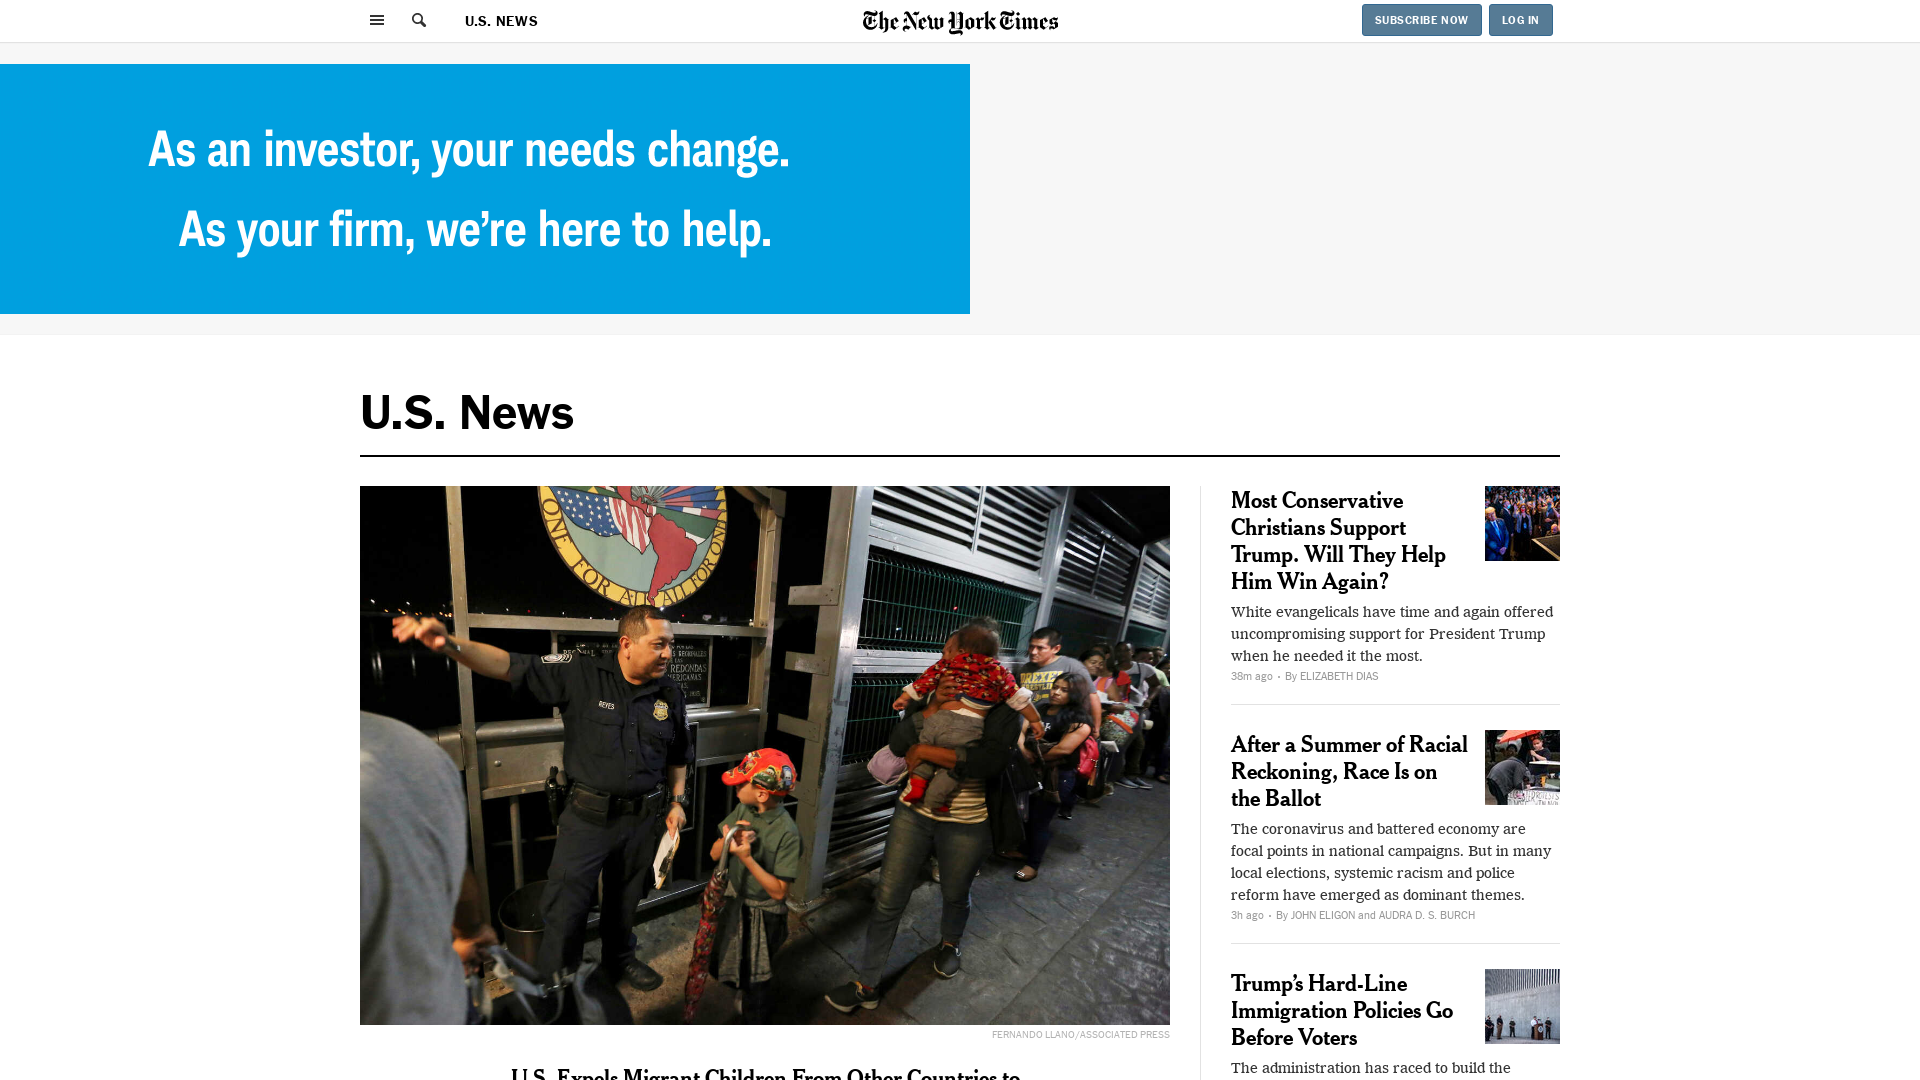 U.S. NEWS
The New York Times
SUBSCRIBE NOW
LOG IN
As an investor, your needs change.
As your firm, we're here to help.
U.S. News
ONE FOR ALL ALL FOR ONE
REDONDAS
REYES
DREXEL
FERNANDO LLANO/ASSOCIATED PRESS
U.S. Expels Migrant Children From Other Countries to
Most Conservative
Christians Support
Trump. Will They Help
Him Win Again?
White evangelicals have time and again offered
uncompromising support for President Trump
when he needed it the most.
38m ago • By ELIZABETH DIAS
After a Summer of Racial
Reckoning, Race Is on
the Ballot
The coronavirus and battered economy are
focal points in national campaigns. But in many
local elections, systemic racism and police
reform have emerged as dominant themes.
3h ago • By JOHN ELIGON and AUDRA D. S. BURCH
Trump's Hard-Line
Immigration Policies Go
Before Voters
The administration has raced to build the